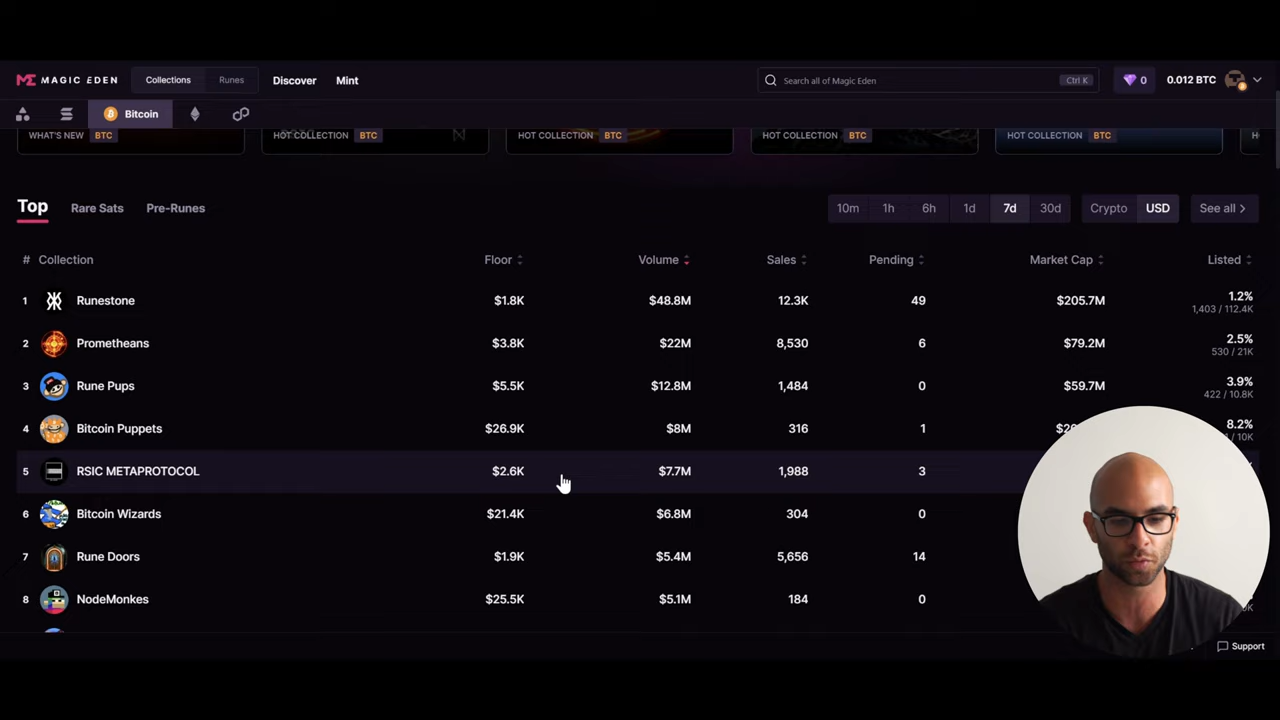 MAGIC EDEN Collections Runes Discover Mint Search all of Magic Eden Ctrl K 0 0.012 BTC
Bitcoin
WHAT'S NEW BTC HOT COLLECTION BTC HOT COLLECTION BTC HOT COLLECTION BTC HOT COLLECTION BTC
Top Rare Sats Pre-Runes 10m 1h 6h 1d 7d 30d Crypto USD See all
# Collection Floor Volume Sales Pending Market Cap Listed
1 Runestone $1.8K $48.8M 12.3K 49 $205.7M 1.2%
1,403 / 112.4K
2 Prometheans $3.8K $22M 8,530 6 $79.2M 2.5%
530 / 21K
3 Rune Pups $5.5K $12.8M 1,484 0 $59.7M 3.9%
422 / 10.8K
4 Bitcoin Puppets $26.9K $8M 316 1 8.2%
/ 10K
5 RSIC METAPROTOCOL $2.6K $7.7M 1,988 3
6 Bitcoin Wizards $21.4K $6.8M 304 0
7 Rune Doors $1.9K $5.4M 5,656 14
8 NodeMonkes $25.5K $5.1M 184 0
Support